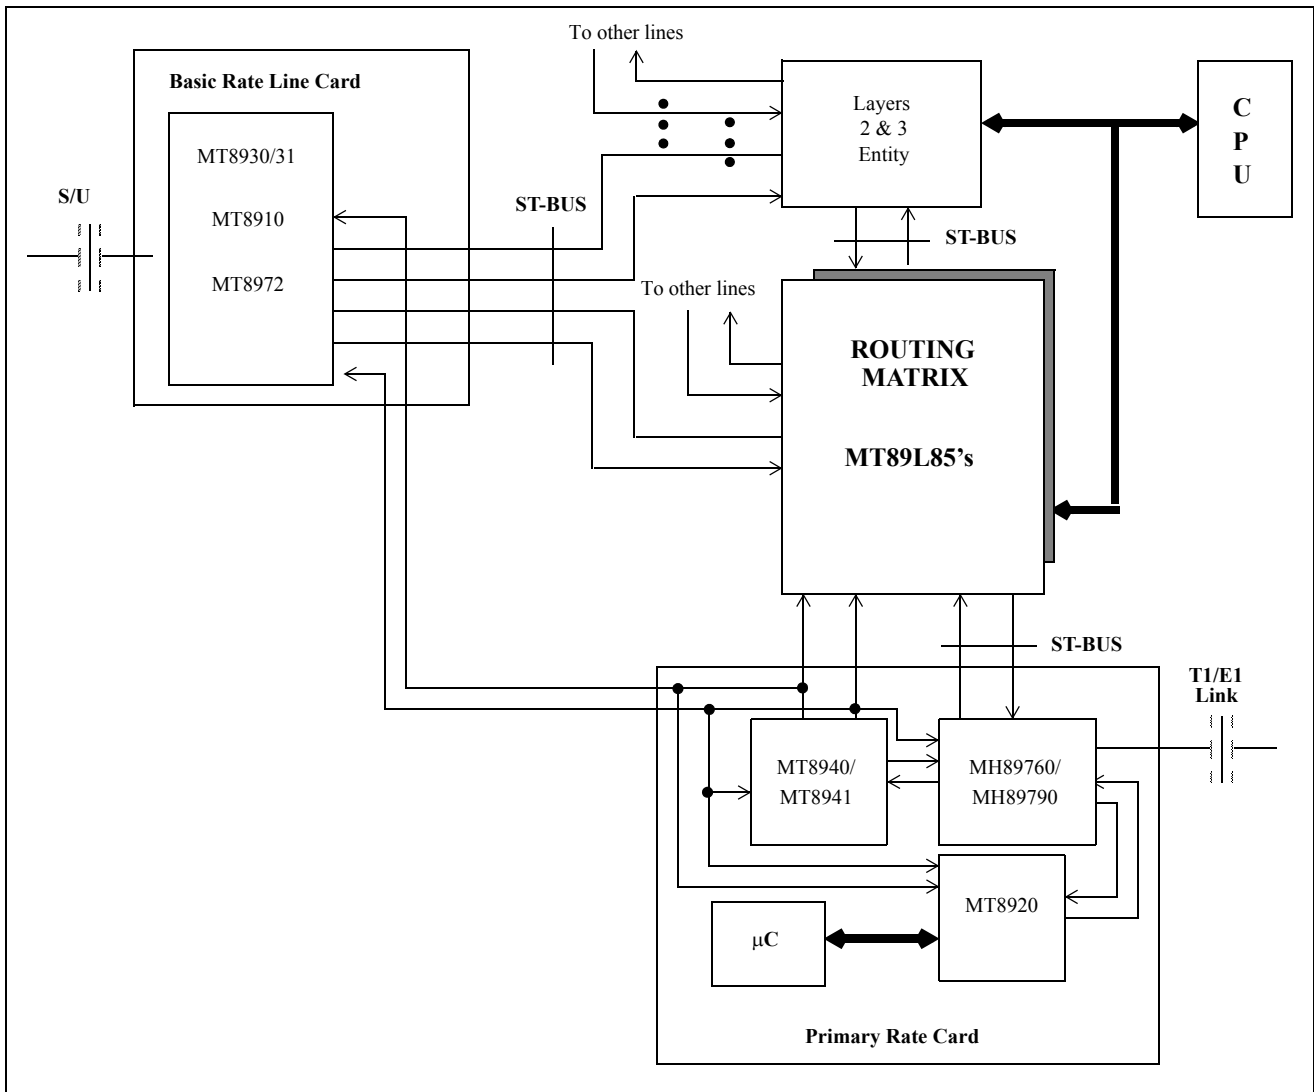 To other lines
Basic Rate Line Card
MT8930/31
MT8910
MT8972
S/U
ST-BUS
Layers
2 & 3
Entity
C
P
U
ST-BUS
To other lines
ROUTING
MATRIX
MT89L85's
ST-BUS
T1/E1
Link
MT8940/
MT8941
MH89760/
MH89790
MT8920
μC
Primary Rate Card